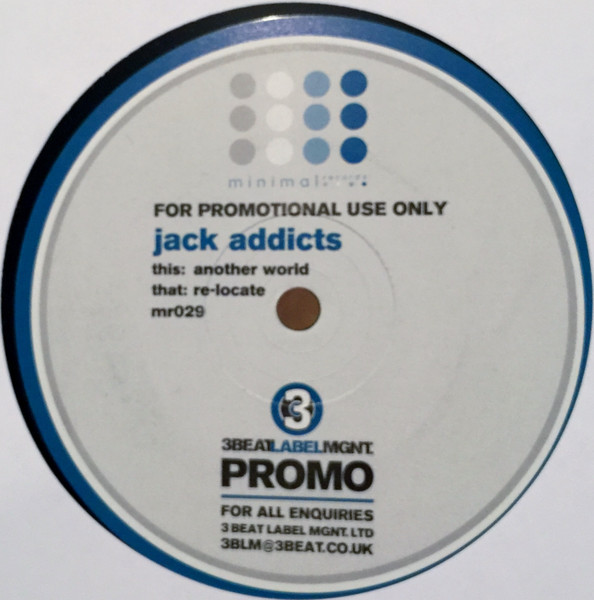 minimal records
FOR PROMOTIONAL USE ONLY
jack addicts
this: another world
that: re-locate
mr029
3
3BEATLABELMGNT.
PROMO
FOR ALL ENQUIRIES
3 BEAT LABEL MGNT. LTD
3BLM@3BEAT.CO.UK